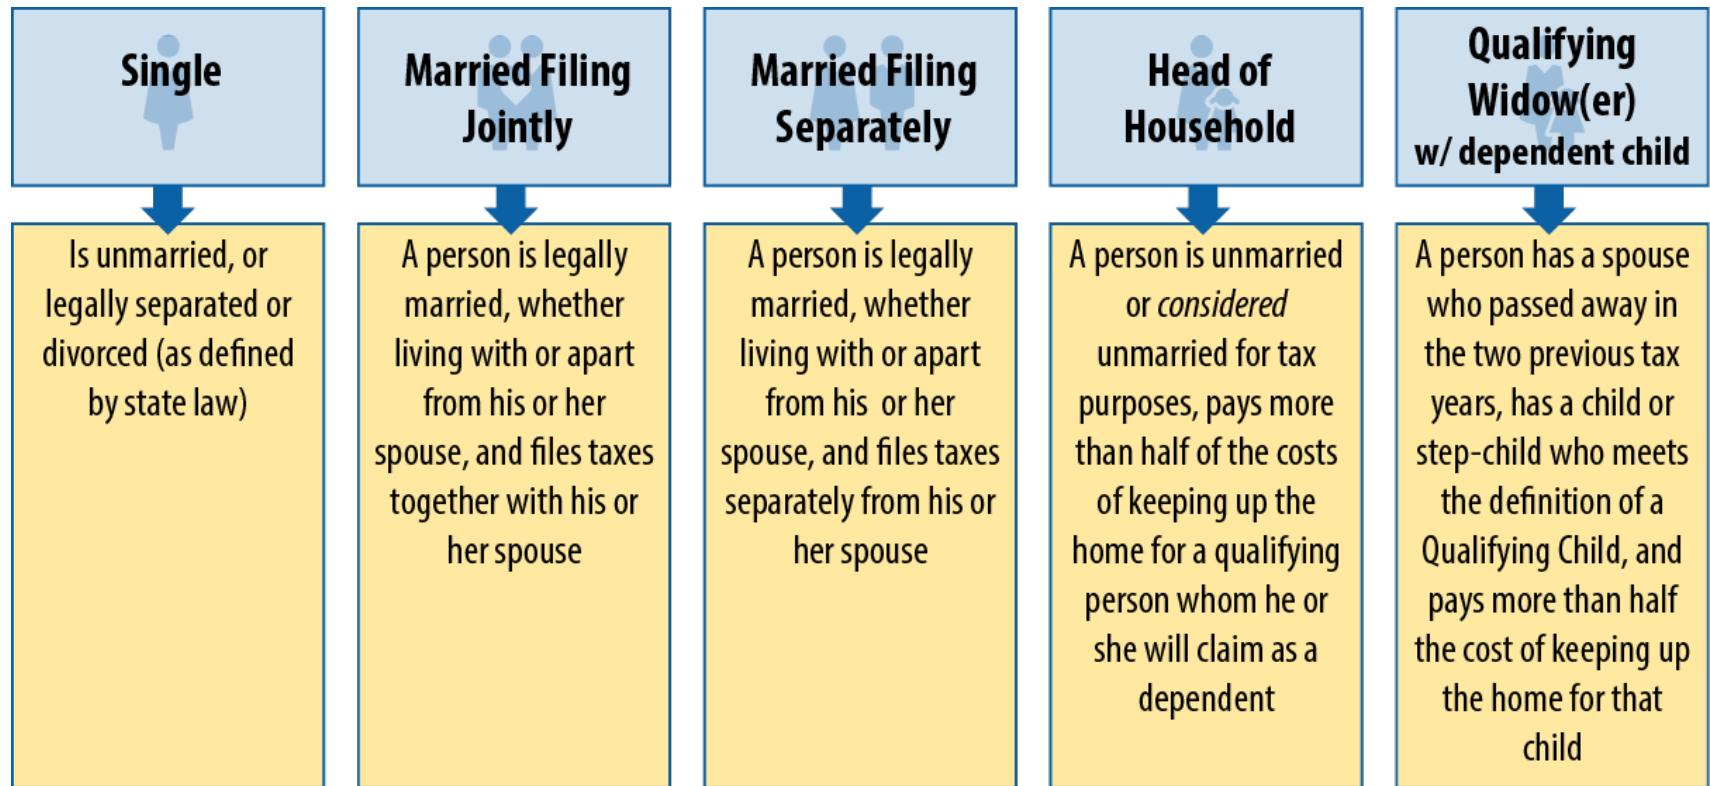 Single
Is unmarried, or
legally separated or
divorced (as defined
by state law)
Married Filing
Jointly
A person is legally
married, whether
living with or apart
from his or her
spouse, and files taxes
together with his or
her spouse
Married Filing
Separately
A person is legally
married, whether
living with or apart
from his or her
spouse, and files taxes
separately from his or
her spouse
Head of
Household
A person is unmarried
or considered
unmarried for tax
purposes, pays more
than half of the costs
of keeping up the
home for a qualifying
person whom he or
she will claim as a
dependent
Qualifying
Widow(er)
w/ dependent child
A person has a spouse
who passed away in
the two previous tax
years, has a child or
step-child who meets
the definition of a
Qualifying Child, and
pays more than half
the cost of keeping up
the home for that
child